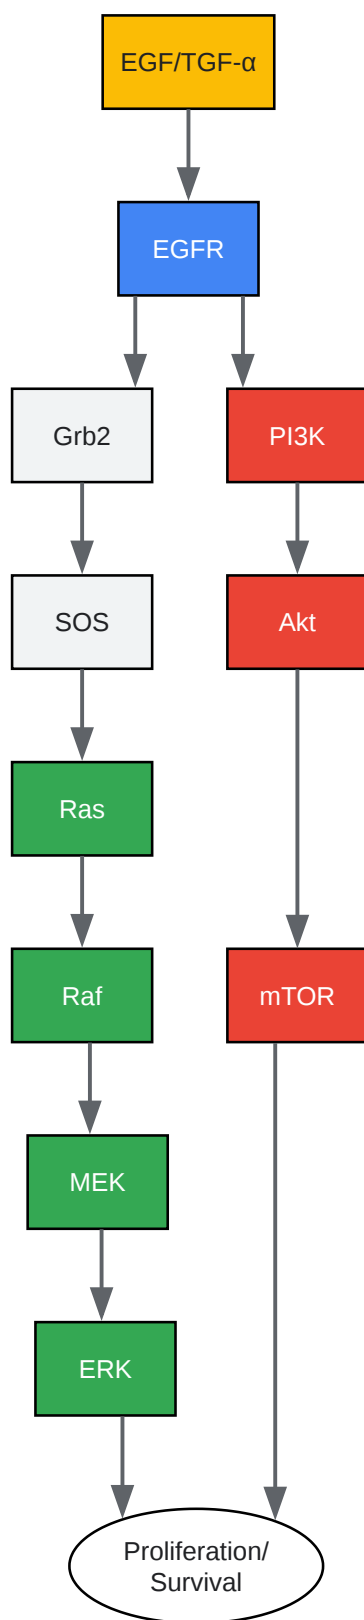 EGF/TGF-α
EGFR
Grb2
PI3K
SOS
Akt
Ras
Raf
mTOR
MEK
ERK
Proliferation/
Survival